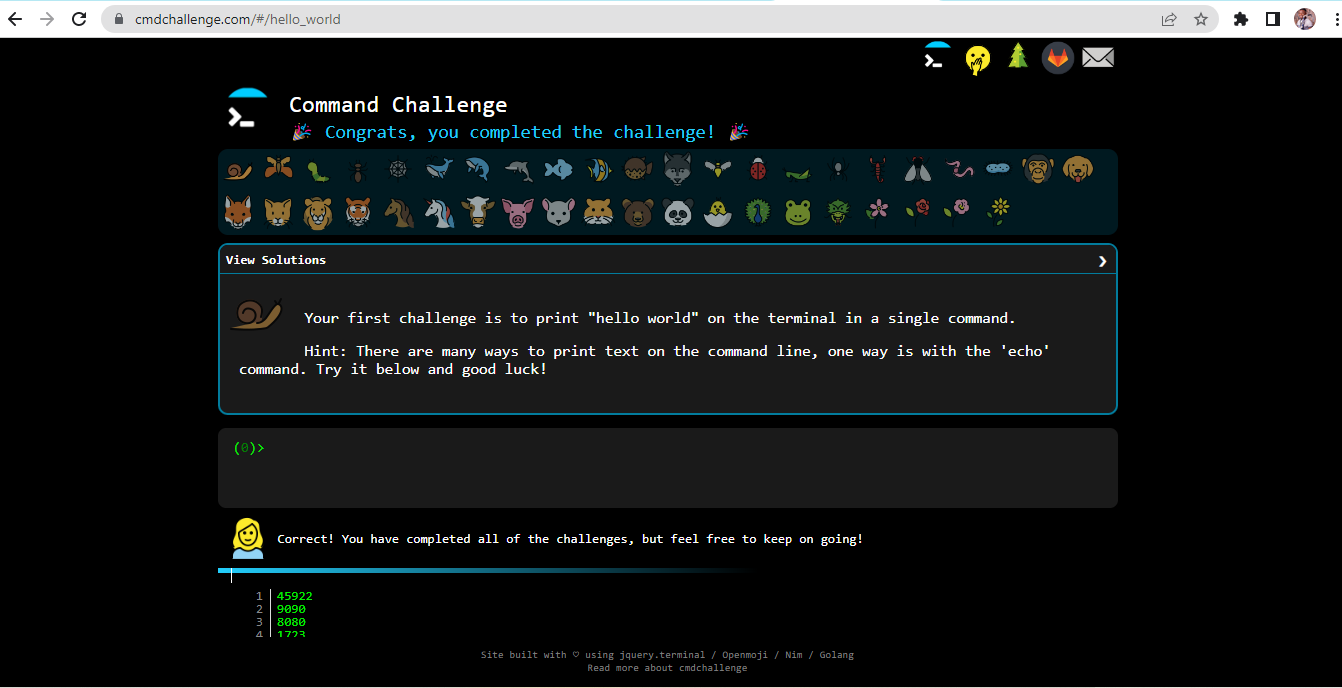 cmdchallenge.com/#/hello_world
Command Challenge
Congrats, you completed the challenge!
View Solutions
Your first challenge is to print "hello world" on the terminal in a single command.
Hint: There are many ways to print text on the command line, one way is with the 'echo'
command. Try it below and good luck!
(0)>
Correct! You have completed all of the challenges, but feel free to keep on going!
1 45922
2 9090
3 8080
4 1723
Site built with ♡ using jquery.terminal / Openmoji / Nim / Golang
Read more about cmdchallenge